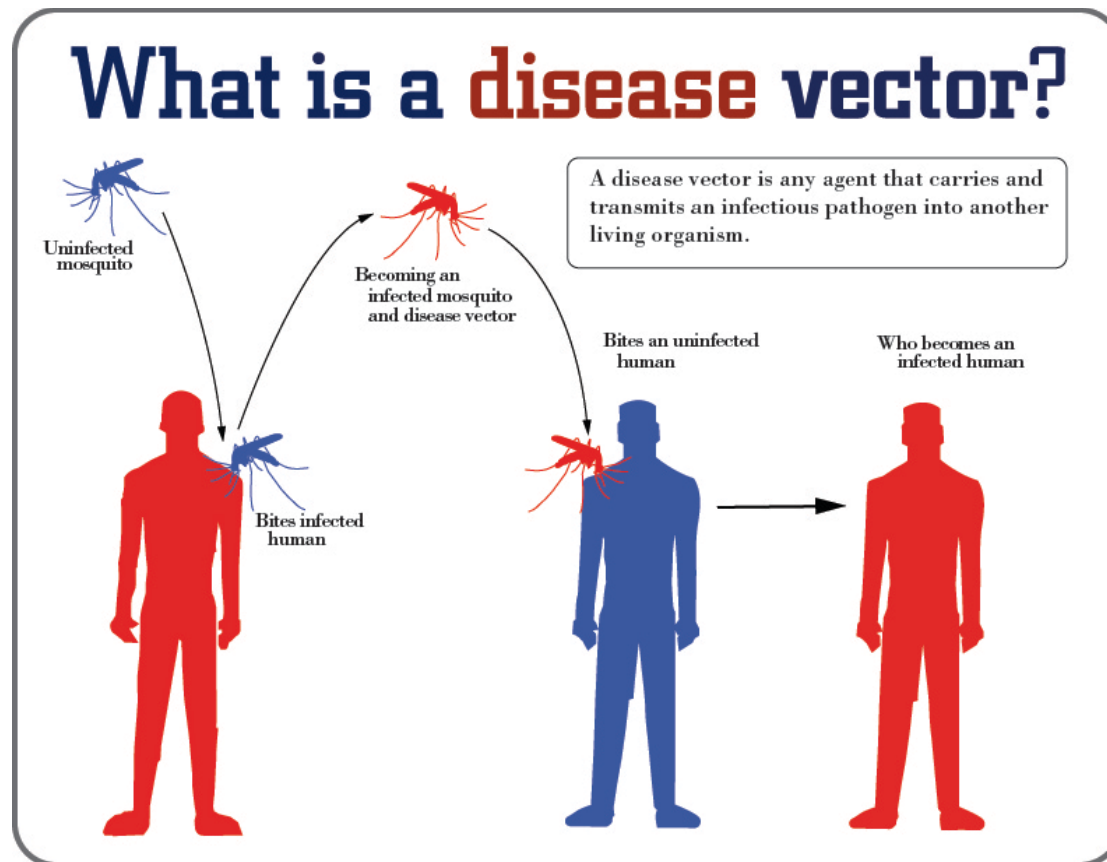 What is a disease vector?
A disease vector is any agent that carries and
transmits an infectious pathogen into another
living organism.
Uninfected
mosquito
Bites infected
human
Becoming an
infected mosquito
and disease vector
Bites an uninfected
human
Who becomes an
infected human